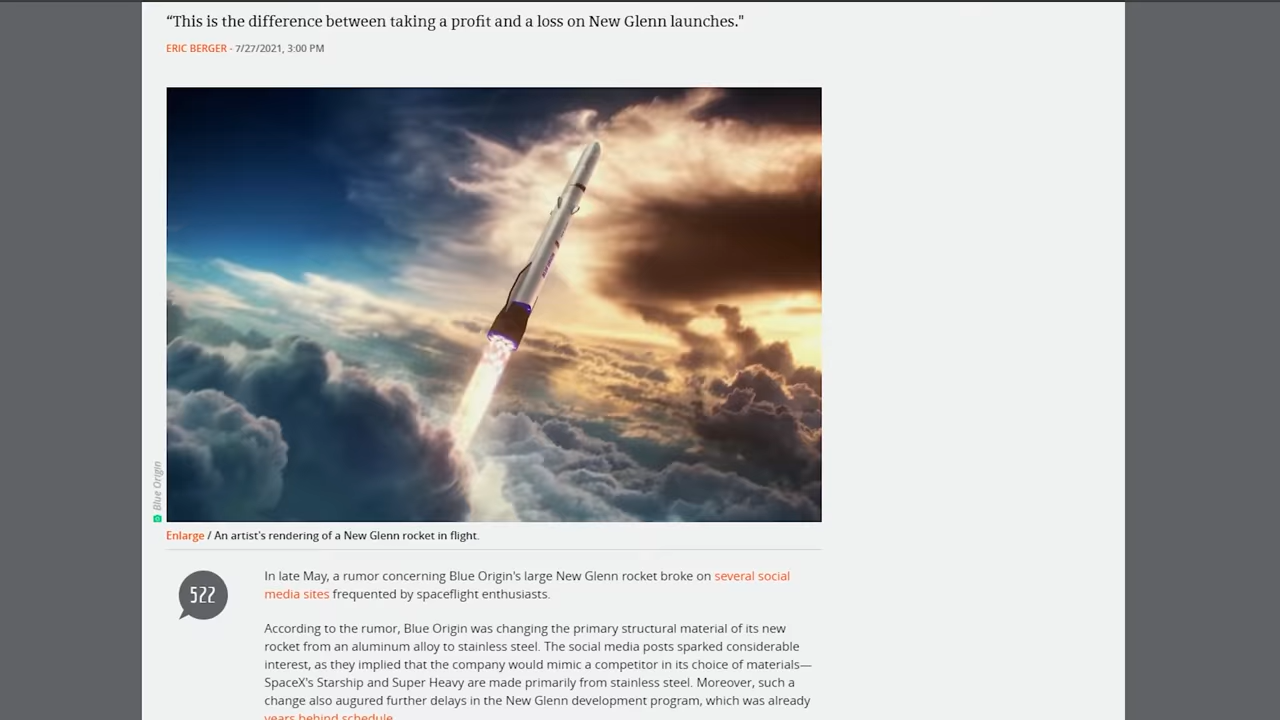 “This is the difference between taking a profit and a loss on New Glenn launches."
ERIC BERGER - 7/27/2021, 3:00 PM
Blue Origin
Enlarge / An artist's rendering of a New Glenn rocket in flight.
522
In late May, a rumor concerning Blue Origin's large New Glenn rocket broke on several social
media sites frequented by spaceflight enthusiasts.
According to the rumor, Blue Origin was changing the primary structural material of its new
rocket from an aluminum alloy to stainless steel. The social media posts sparked considerable
interest, as they implied that the company would mimic a competitor in its choice of materials—
SpaceX's Starship and Super Heavy are made primarily from stainless steel. Moreover, such a
change also augured further delays in the New Glenn development program, which was already
years behind schedule.